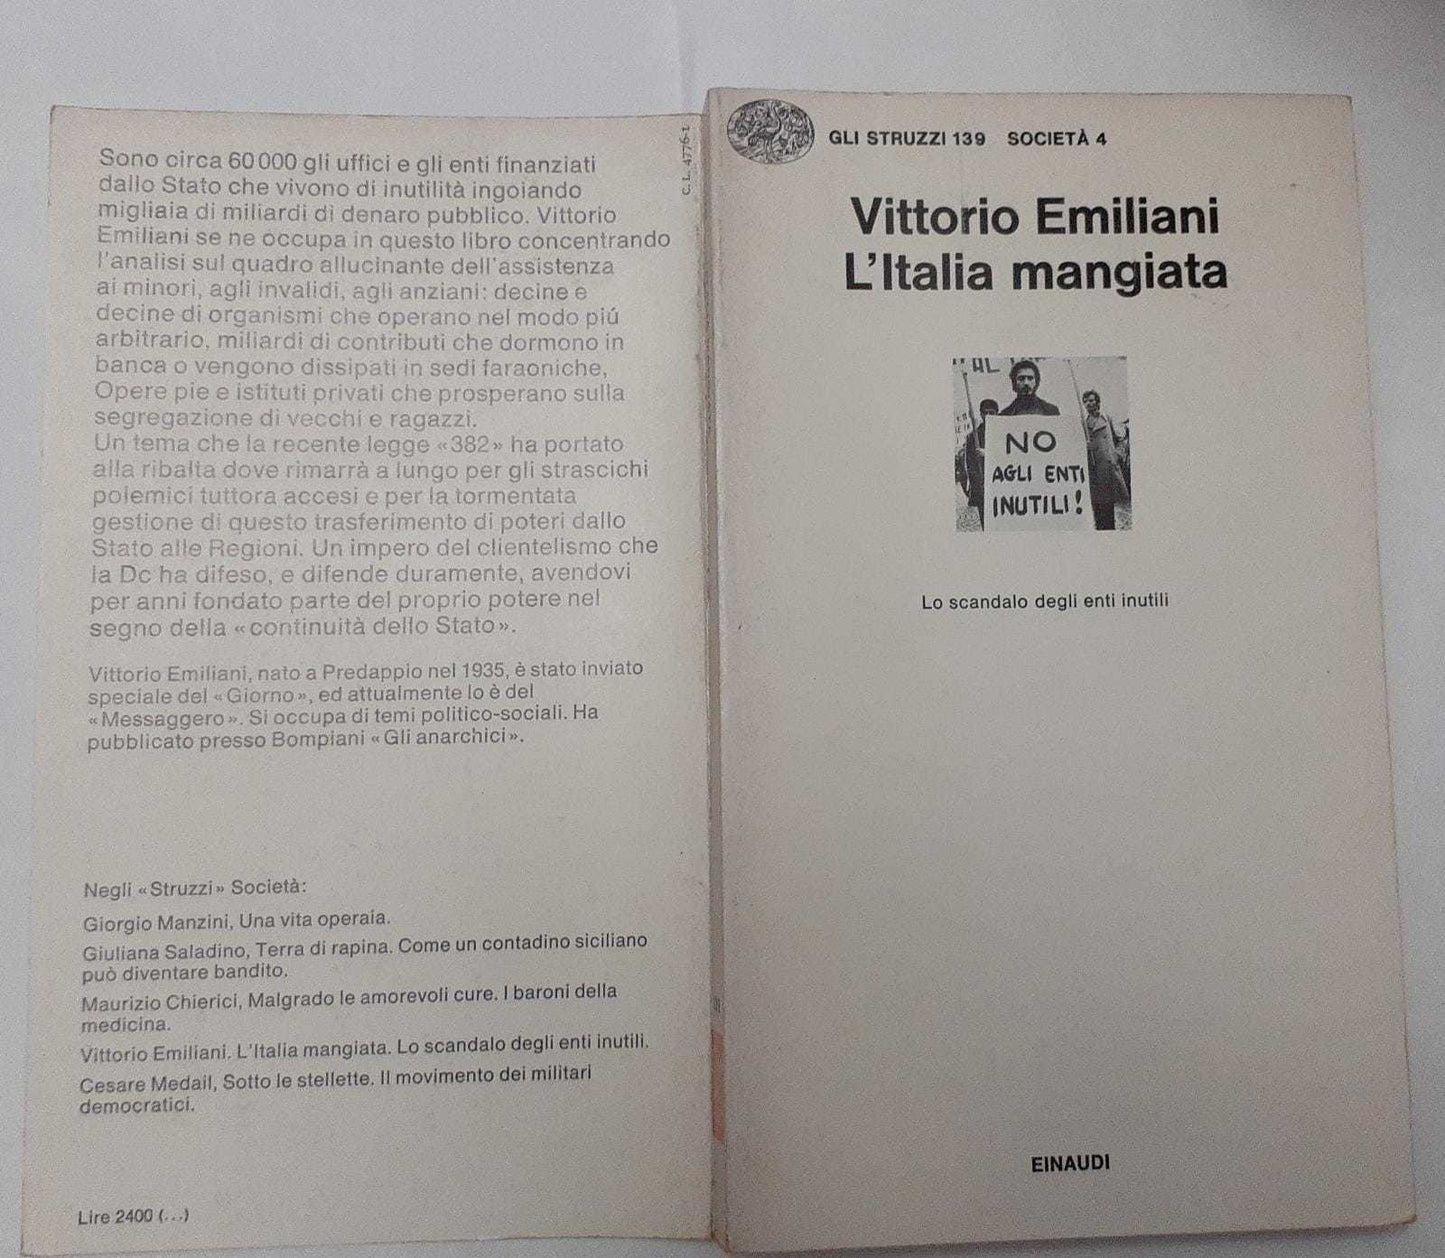 Sono circa 60 000 gli uffici e gli enti finanziati
dallo Stato che vivono di inutilità ingoiando
migliaia di miliardi di denaro pubblico. Vittorio
Emiliani se ne occupa in questo libro concentrando
l'analisi sul quadro allucinante dell'assistenza
ai minori, agli invalidi, agli anziani: decine e
decine di organismi che operano nel modo piú
arbitrario, miliardi di contributi che dormono in
banca o vengono dissipati in sedi faraoniche,
Opere pie e istituti privati che prosperano sulla
segregazione di vecchi e ragazzi.
Un tema che la recente legge «382» ha portato
alla ribalta dove rimarrà a lungo per gli strascichi
polemici tuttora accesi e per la tormentata
gestione di questo trasferimento di poteri dallo
Stato alle Regioni. Un impero del clientelismo che
la Dc ha difeso, e difende duramente, avendovi
per anni fondato parte del proprio potere nel
segno della «continuità dello Stato».
Vittorio Emiliani, nato a Predappio nel 1935, è stato inviato
speciale del «Giorno», ed attualmente lo è del
«Messaggero». Si occupa di temi politico-sociali. Ha
pubblicato presso Bompiani «Gli anarchici».
Negli «Struzzi» Società:
Giorgio Manzini, Una vita operaia.
Giuliana Saladino, Terra di rapina. Come un contadino siciliano
può diventare bandito.
Maurizio Chierici, Malgrado le amorevoli cure. I baroni della
medicina.
Vittorio Emiliani. L'Italia mangiata. Lo scandalo degli enti inutili.
Cesare Medail, Sotto le stellette. Il movimento dei militari
democratici.
Lire 2400 (...)
C. L. 4776-1
GLI STRUZZI 139 SOCIETÀ 4
Vittorio Emiliani
L'Italia mangiata
NO
AGLI ENTI
INUTILI!
Lo scandalo degli enti inutili
EINAUDI